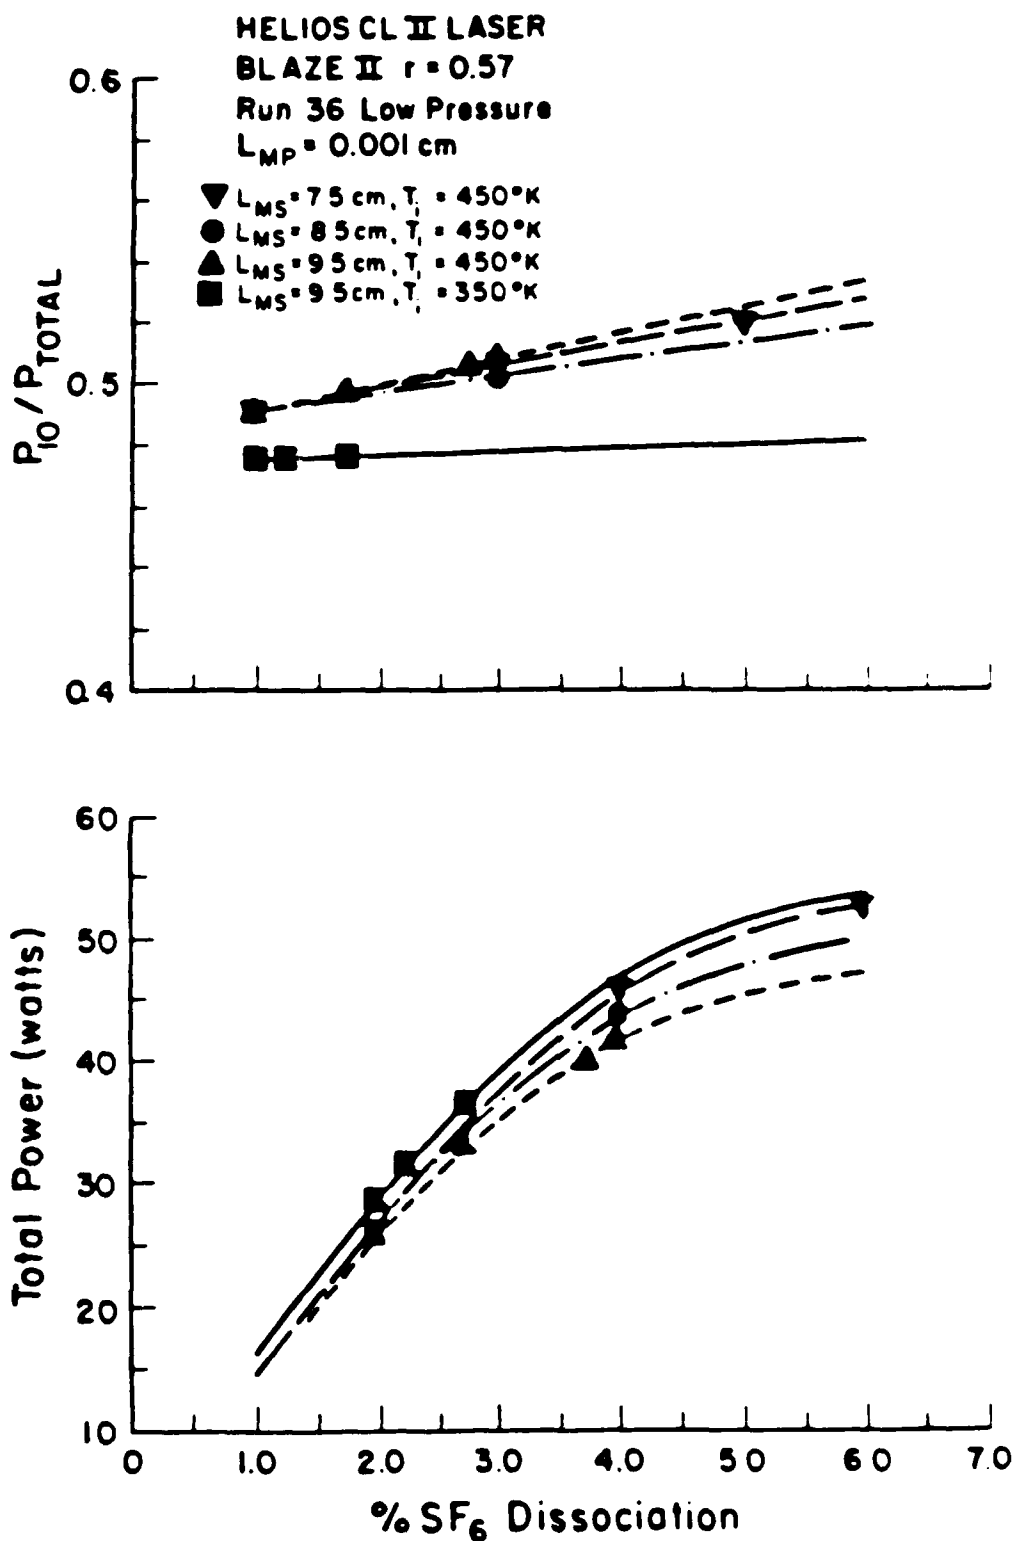 HELIOS CL II LASER
BLAZE II r = 0.57
Run 36 Low Pressure
LMP = 0.001 cm
LMS = 7 5 cm, Ti = 450°K
LMS = 8 5 cm, Ti = 450°K
LMS = 9 5 cm, Ti = 450°K
LMS = 9 5 cm, Ti = 350°K
0.6
0.5
0.4
P10 / PTOTAL
60
50
40
30
20
10
Total Power (watts)
0 1.0 2.0 3.0 4.0 5 0 6 0 7.0
% SF6 Dissociation